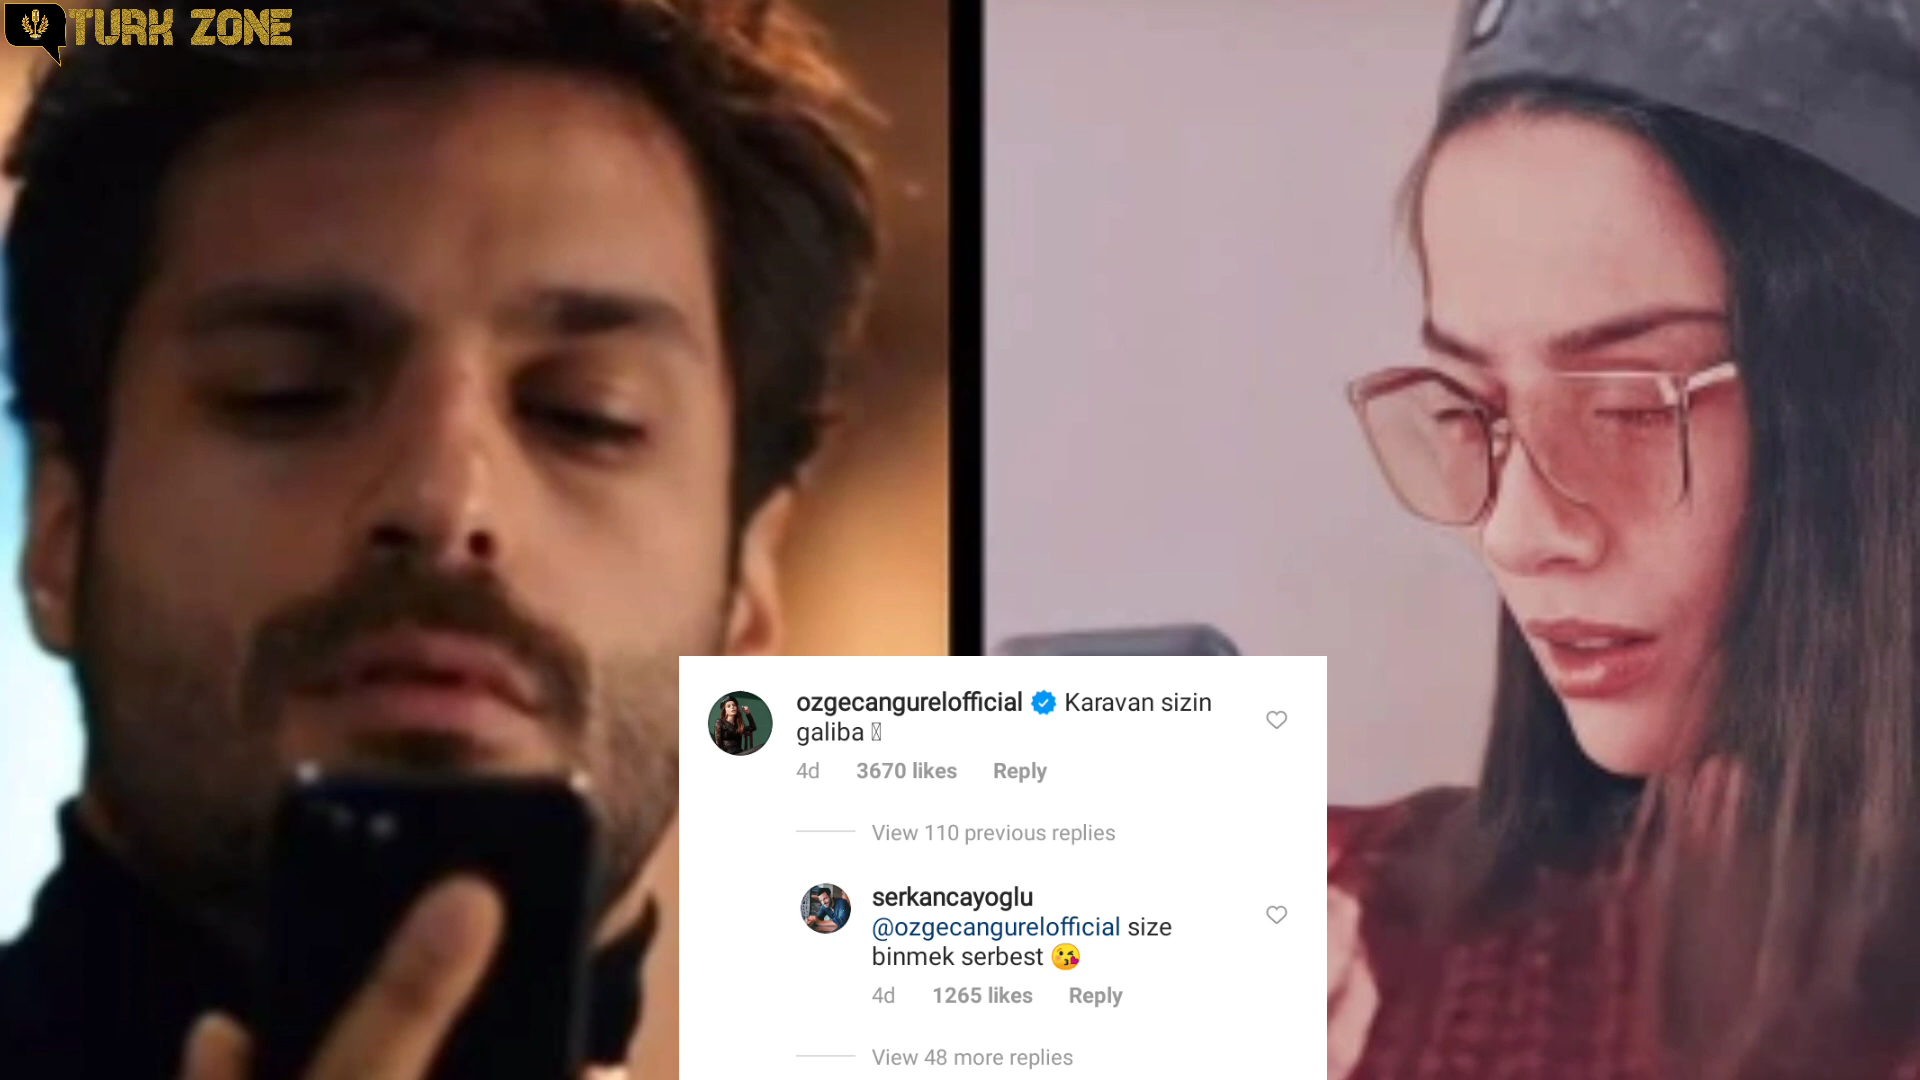 TURK ZONE
ozgecangurelofficial Karavan sizin
galiba
4d 3670 likes Reply
View 110 previous replies
serkancayoglu
@ozgecangurelofficial size
binmek serbest 😘
4d 1265 likes Reply
View 48 more replies